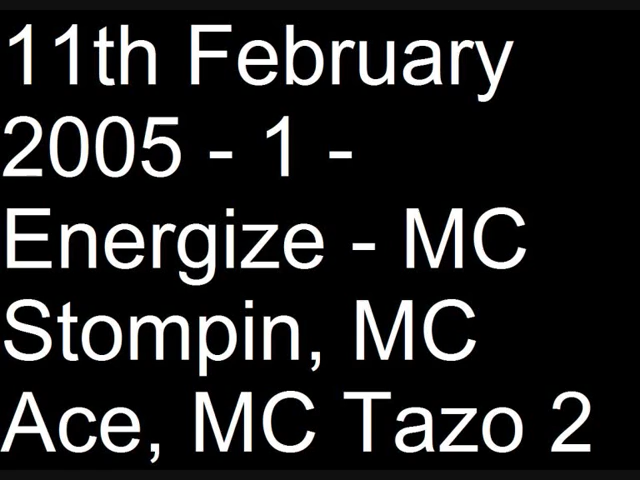 11th February
2005 - 1 -
Energize - MC
Stompin, MC
Ace, MC Tazo 2